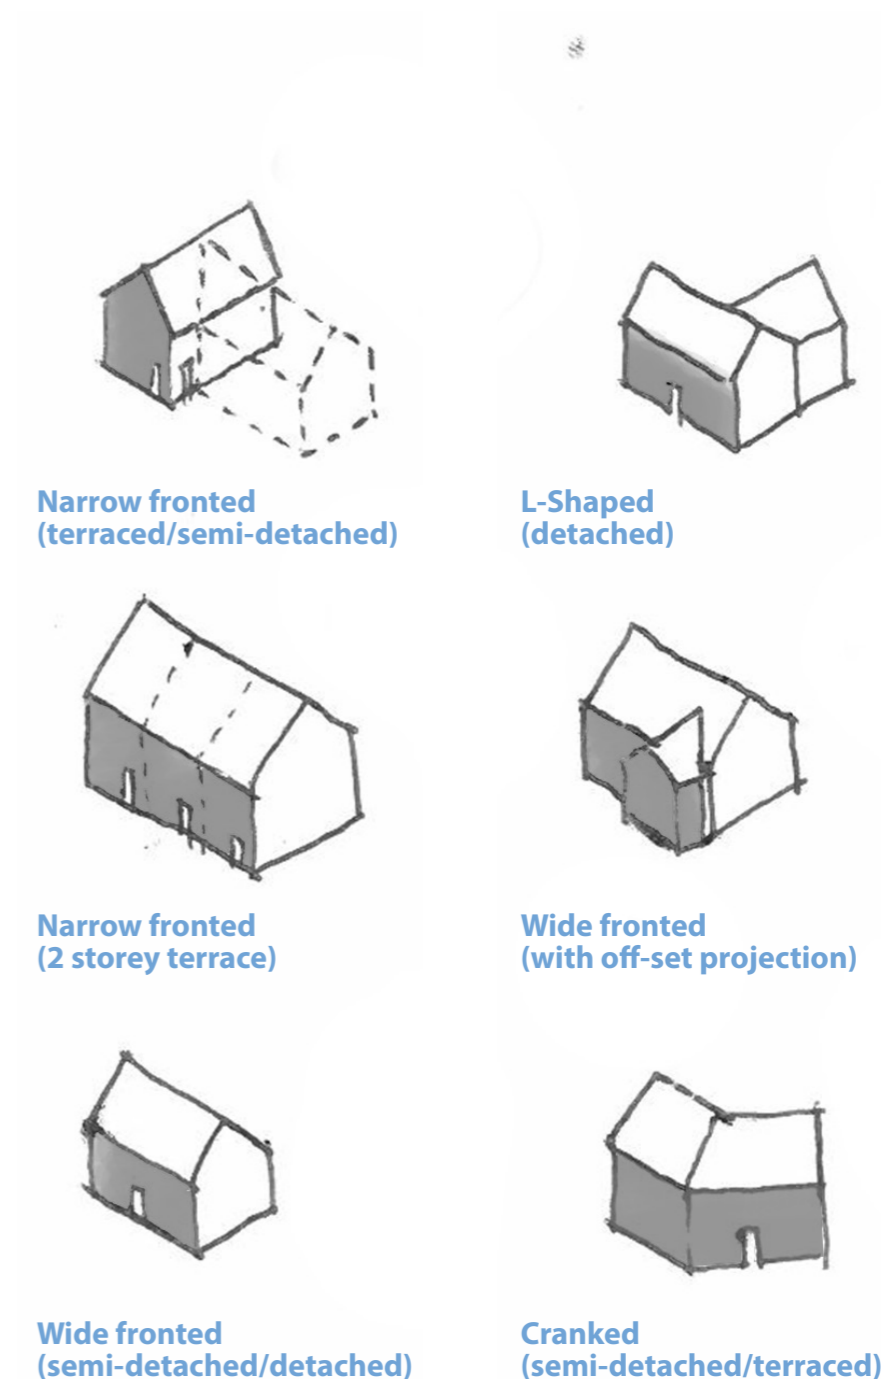 Narrow fronted
(terraced/semi-detached)
L-Shaped
(detached)
Narrow fronted
(2 storey terrace)
Wide fronted
(with off-set projection)
Wide fronted
(semi-detached/detached)
Cranked
(semi-detached/terraced)